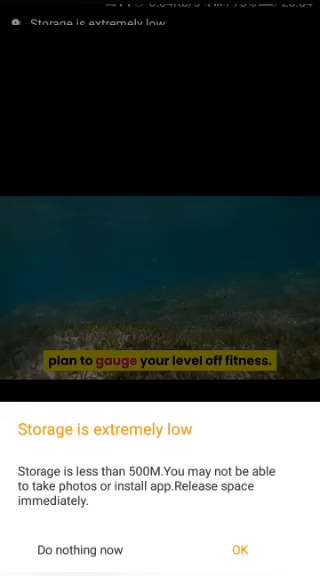 Storage is extremely low
plan to gauge your level off fitness.
Storage is extremely low
Storage is less than 500M.You may not be able
to take photos or install app.Release space
immediately.
Do nothing now OK